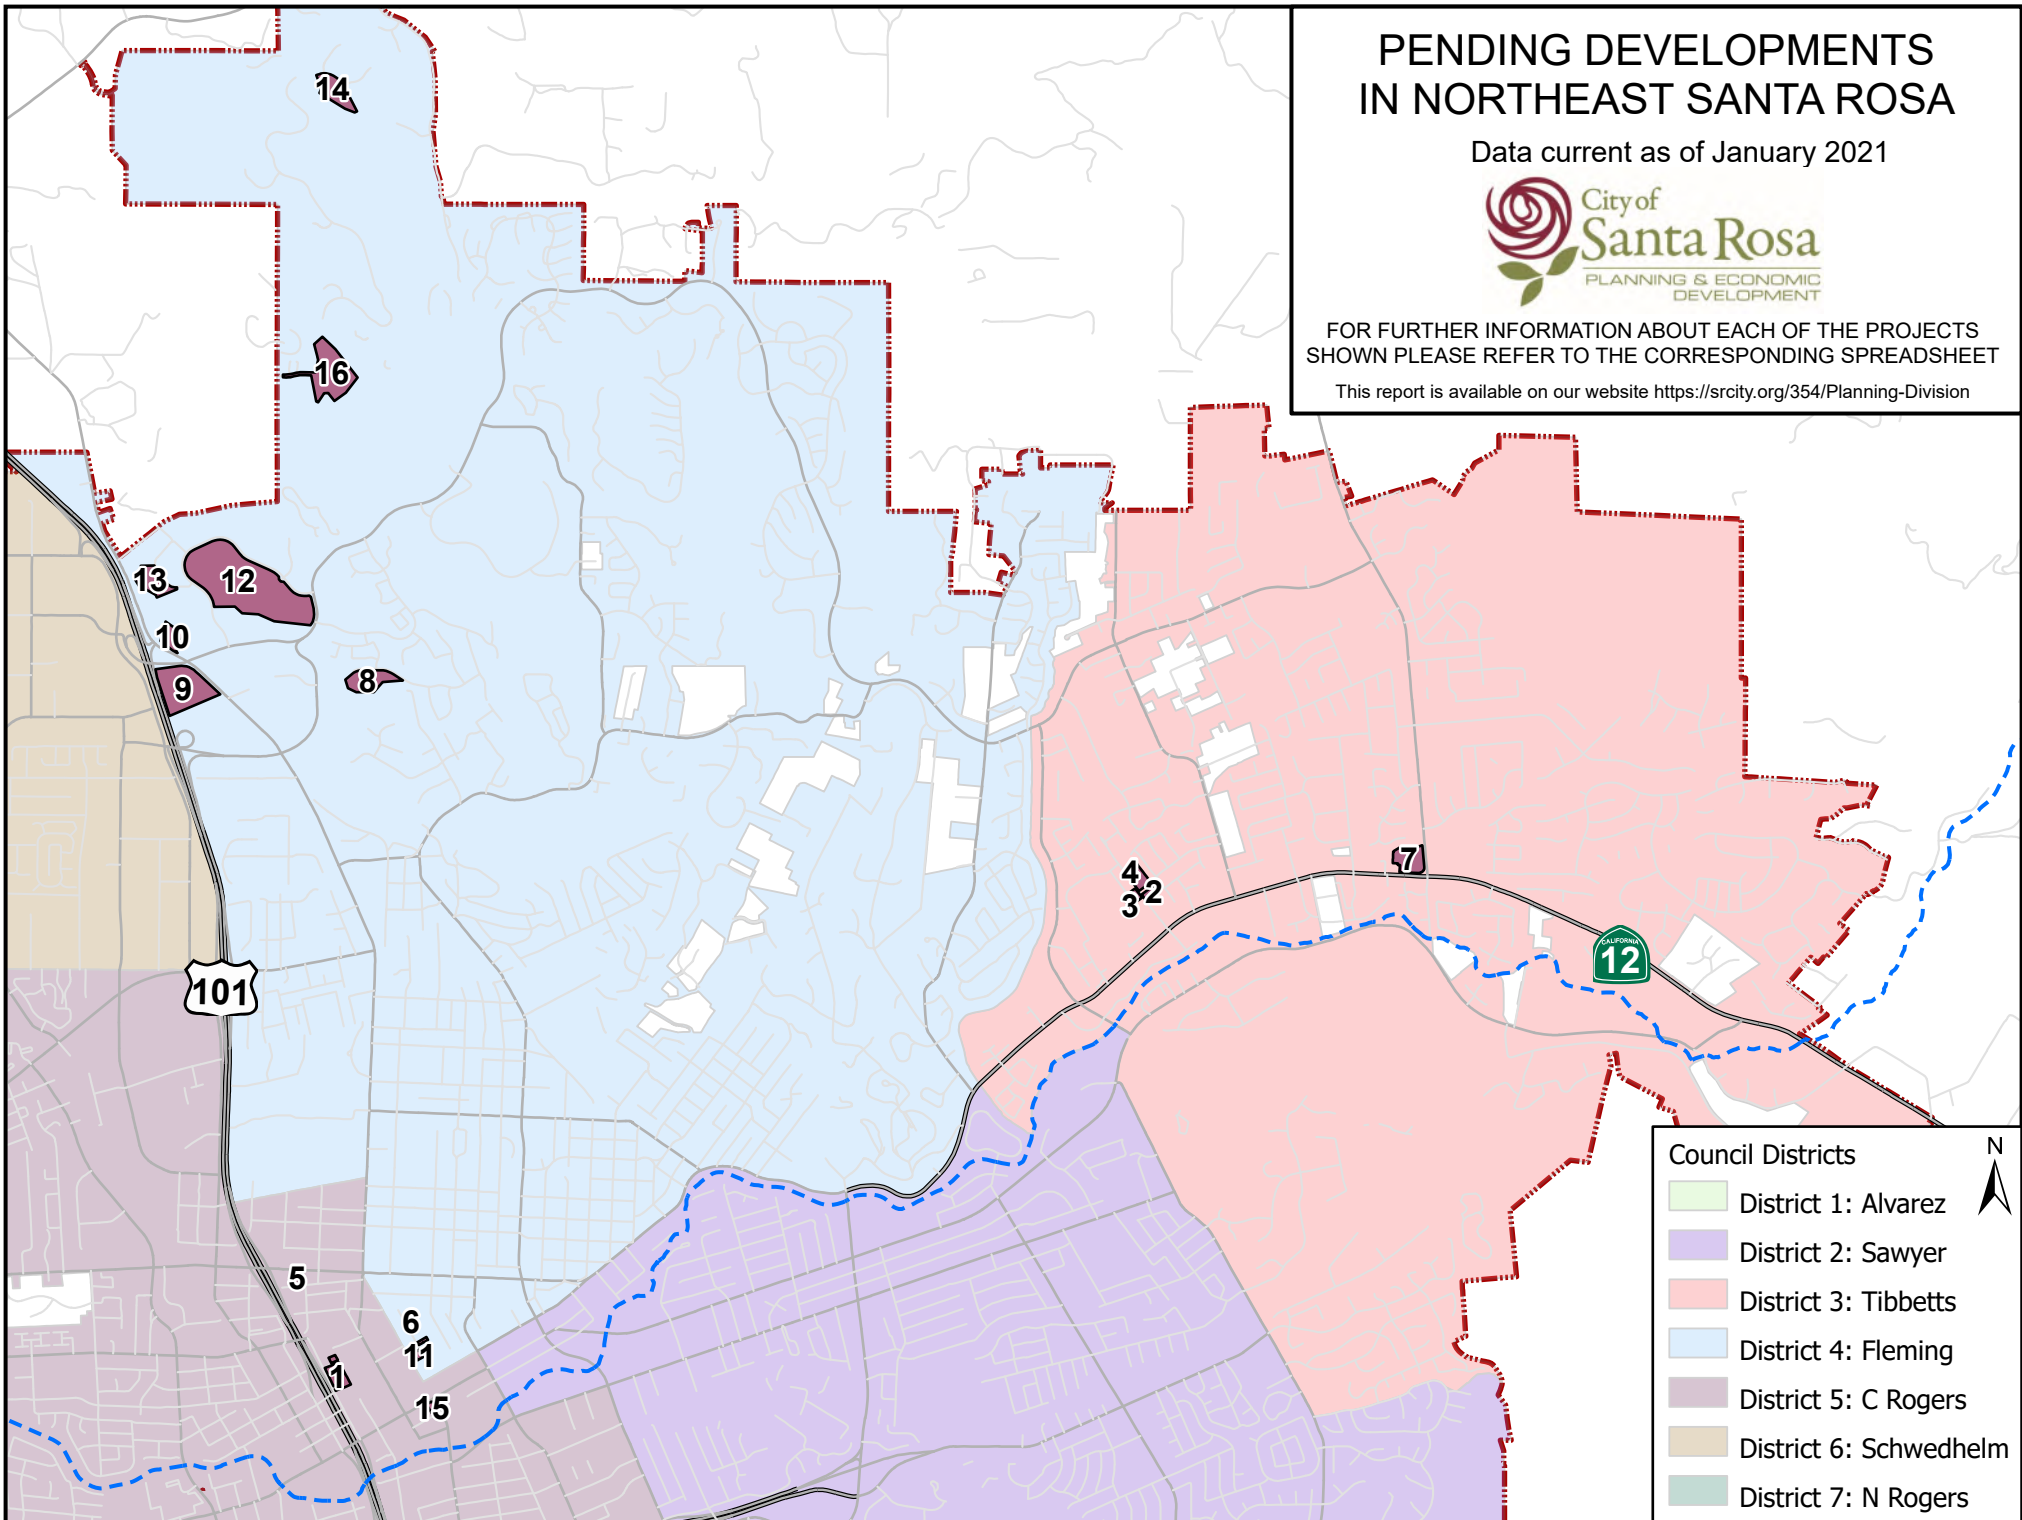 PENDING DEVELOPMENTS
IN NORTHEAST SANTA ROSA
Data current as of January 2021
City of
Santa Rosa
PLANNING & ECONOMIC
DEVELOPMENT
FOR FURTHER INFORMATION ABOUT EACH OF THE PROJECTS
SHOWN PLEASE REFER TO THE CORRESPONDING SPREADSHEET
This report is available on our website https://srcity.org/354/Planning-Division
14
16
13
12
10
9
8
4
2
3
7
CALIFORNIA
12
101
5
6
11
1
15
Council Districts
N
District 1: Alvarez
District 2: Sawyer
District 3: Tibbetts
District 4: Fleming
District 5: C Rogers
District 6: Schwedhelm
District 7: N Rogers